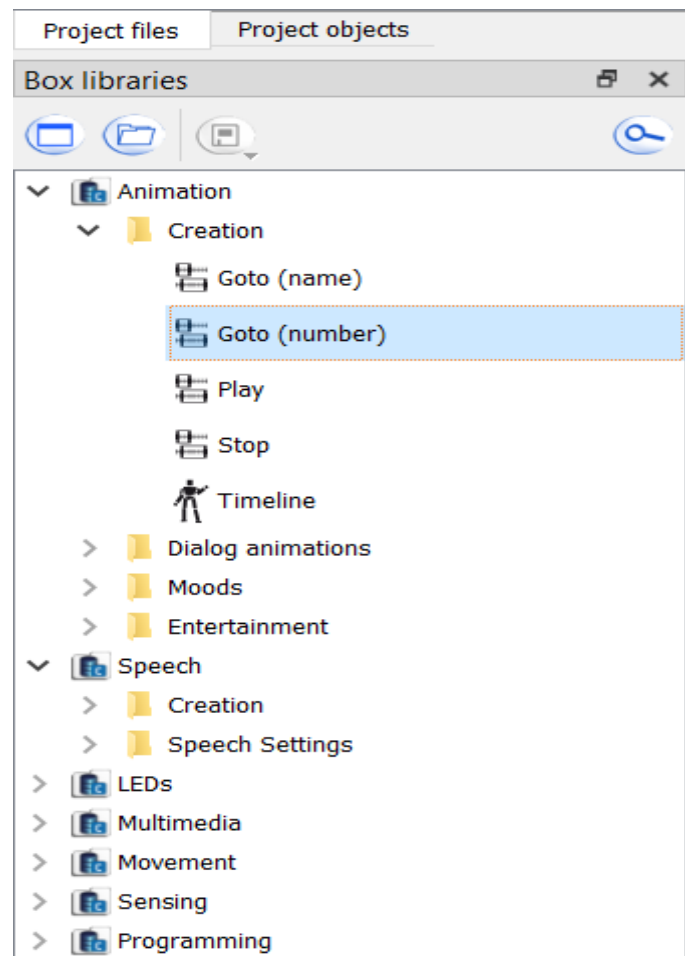 Project files Project objects
Box libraries
Animation
Creation
Goto (name)
Goto (number)
Play
Stop
Timeline
Dialog animations
Moods
Entertainment
Speech
Creation
Speech Settings
LEDs
Multimedia
Movement
Sensing
Programming